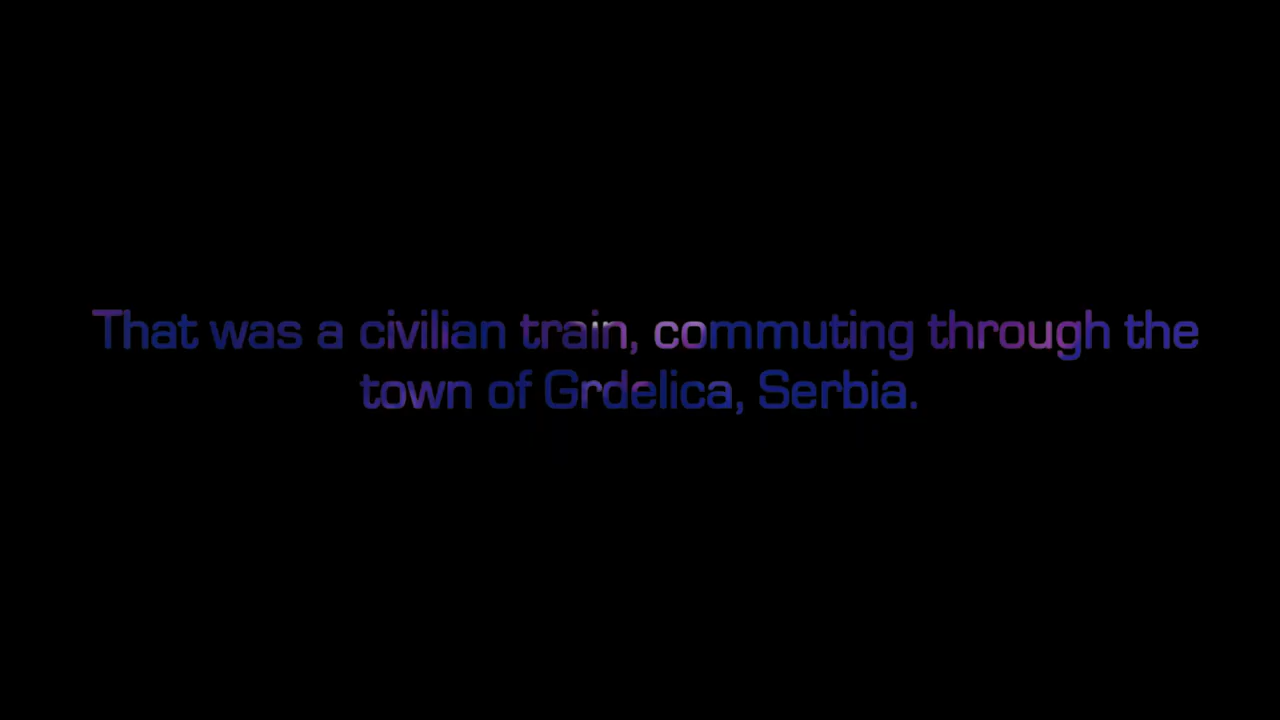 That was a civilian train, commuting through the
town of Grdelica, Serbia.